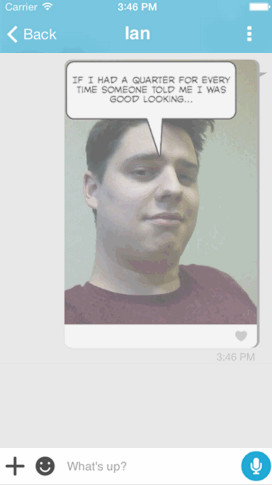 Carrier 3:46 PM
Back Ian
IF I HAD A QUARTER FOR EVERY
TIME SOMEONE TOLD ME I WAS
GOOD LOOKING...
3:46 PM
What's up?